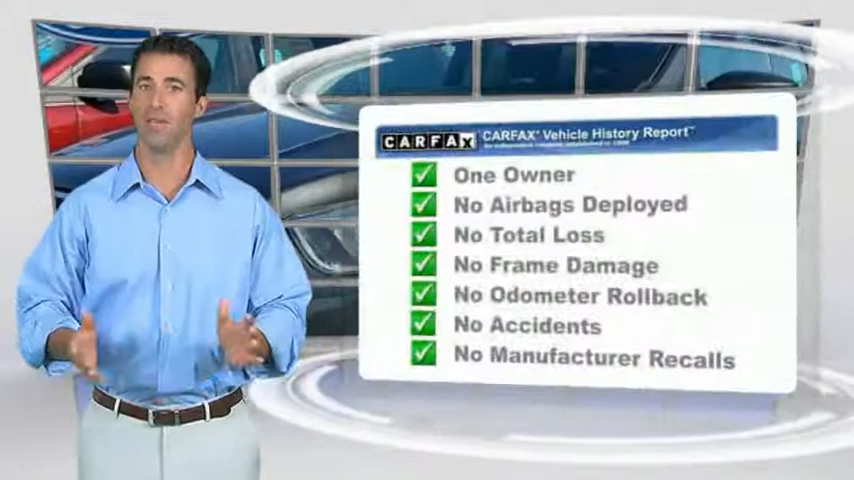 CARFAX CARFAX Vehicle History Report™
One Owner
No Airbags Deployed
No Total Loss
No Frame Damage
No Odometer Rollback
No Accidents
No Manufacturer Recalls